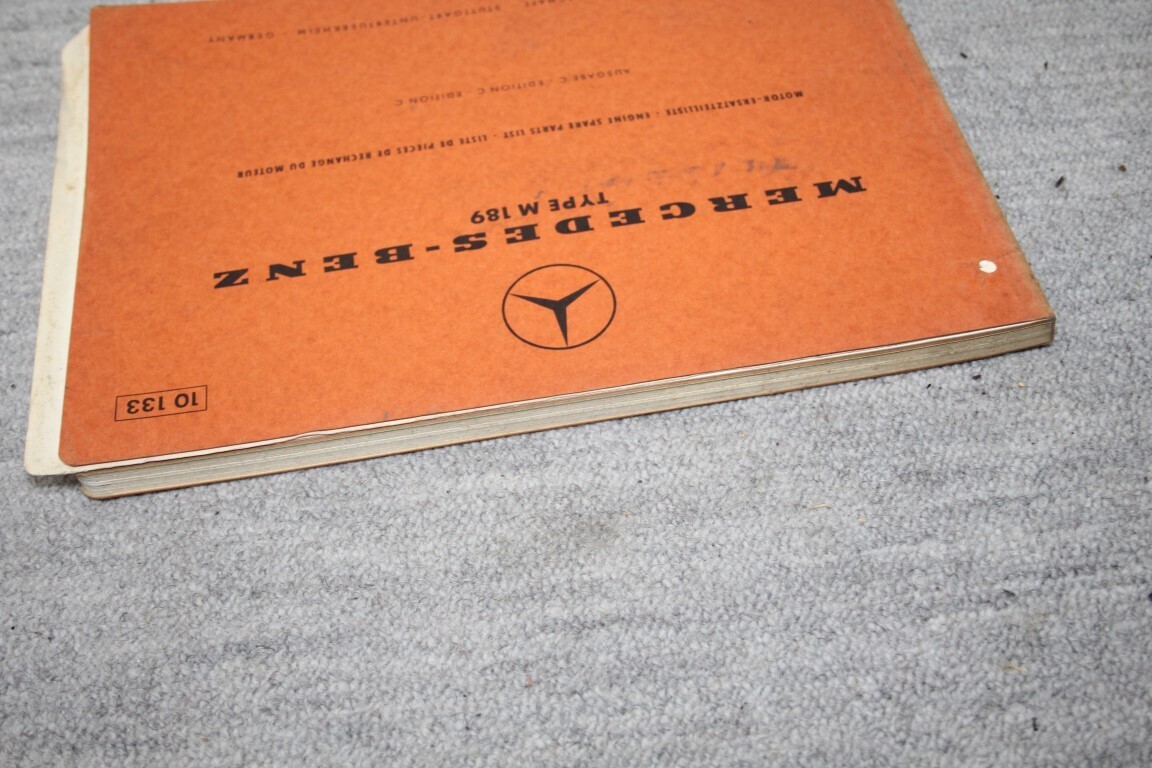 10 133
MERCEDES-BENZ
TYPE M 189
MOTOR-ERSATZTEILLISTE · ENGINE SPARE PARTS LIST · LISTE DE PIECES DE RECHANGE DU MOTEUR
AUSGABE C · EDITION C · EDITION C
STUTTGART-UNTERTUERKHEIM · GERMANY